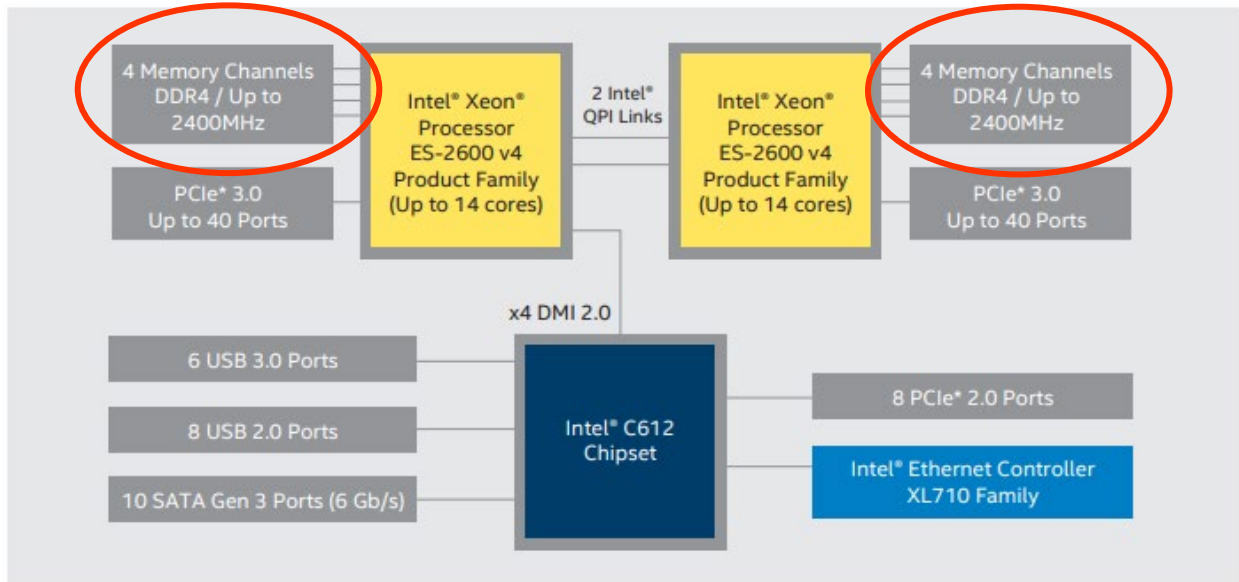 4 Memory Channels
DDR4 / Up to
2400MHz
Intel® Xeon®
Processor
ES-2600 v4
Product Family
(Up to 14 cores)
2 Intel®
QPI Links
Intel® Xeon®
Processor
ES-2600 v4
Product Family
(Up to 14 cores)
4 Memory Channels
DDR4 / Up to
2400MHz
PCIe* 3.0
Up to 40 Ports
PCIe* 3.0
Up to 40 Ports
x4 DMI 2.0
6 USB 3.0 Ports
8 USB 2.0 Ports
10 SATA Gen 3 Ports (6 Gb/s)
Intel® C612
Chipset
8 PCIe* 2.0 Ports
Intel® Ethernet Controller
XL710 Family